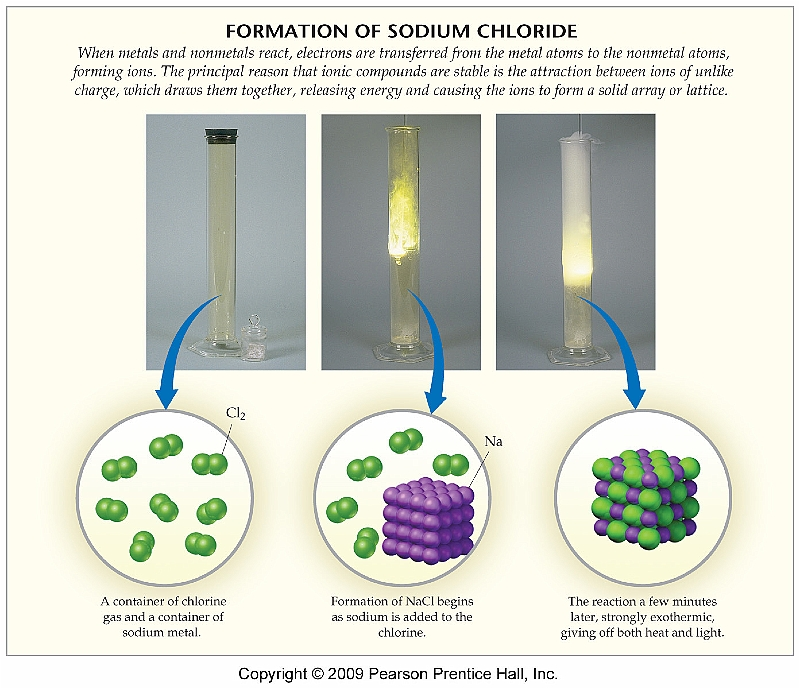 FORMATION OF SODIUM CHLORIDE
When metals and nonmetals react, electrons are transferred from the metal atoms to the nonmetal atoms,
forming ions. The principal reason that ionic compounds are stable is the attraction between ions of unlike
charge, which draws them together, releasing energy and causing the ions to form a solid array or lattice.
Cl₂
Na
A container of chlorine
gas and a container of
sodium metal.
Formation of NaCl begins
as sodium is added to the
chlorine.
The reaction a few minutes
later, strongly exothermic,
giving off both heat and light.
Copyright © 2009 Pearson Prentice Hall, Inc.